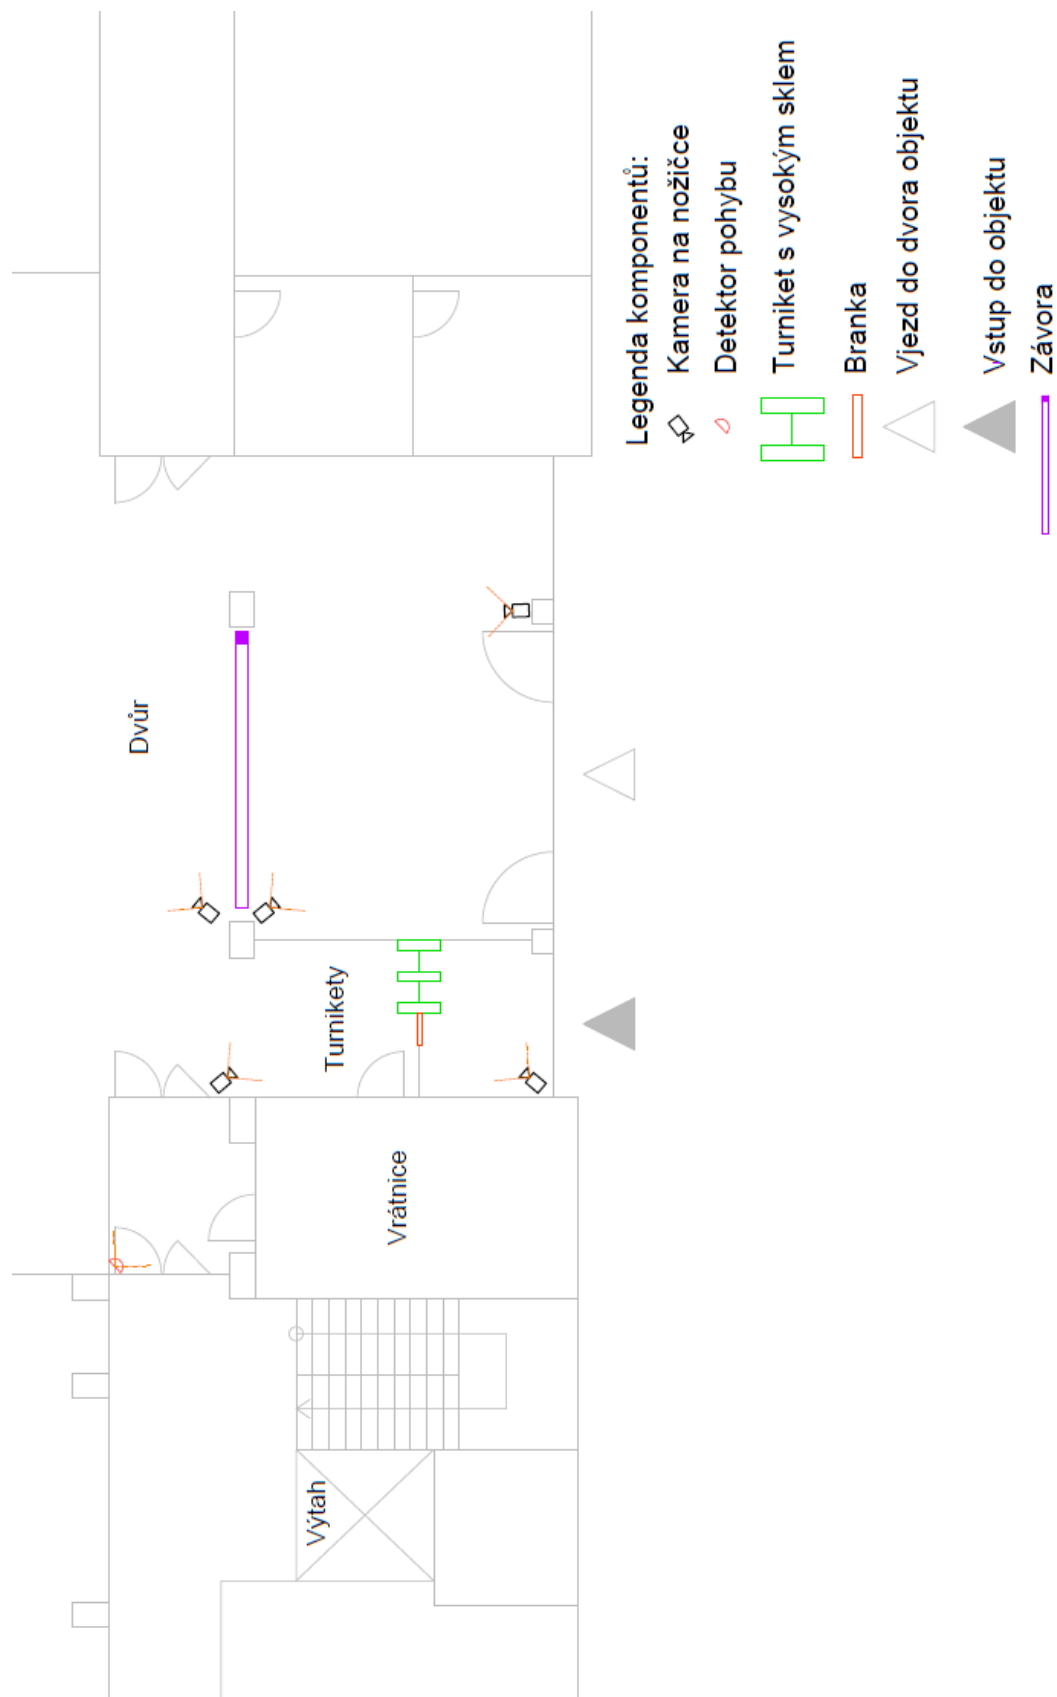 Výtah
Vrátnice
Turnikety
Dvůr
Legenda komponentů:
Kamera na nožičce
Detektor pohybu
Turniket s vysokým sklem
Branka
Vjezd do dvora objektu
Vstup do objektu
Závora